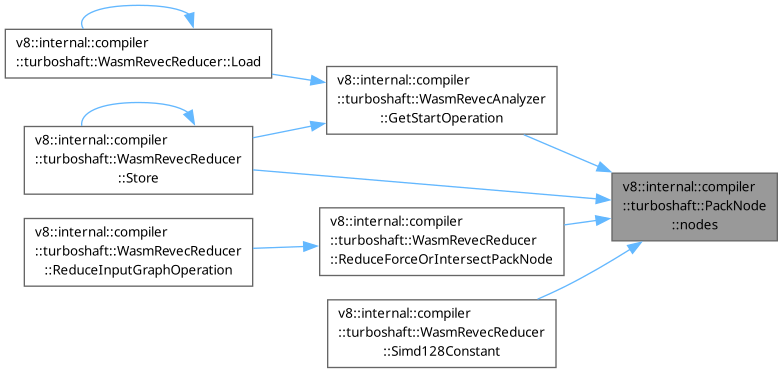 v8::internal::compiler
::turboshaft::WasmRevecReducer::Load
v8::internal::compiler
::turboshaft::WasmRevecAnalyzer
::GetStartOperation
v8::internal::compiler
::turboshaft::WasmRevecReducer
::Store
v8::internal::compiler
::turboshaft::PackNode
::nodes
v8::internal::compiler
::turboshaft::WasmRevecReducer
::ReduceInputGraphOperation
v8::internal::compiler
::turboshaft::WasmRevecReducer
::ReduceForceOrIntersectPackNode
v8::internal::compiler
::turboshaft::WasmRevecReducer
::Simd128Constant